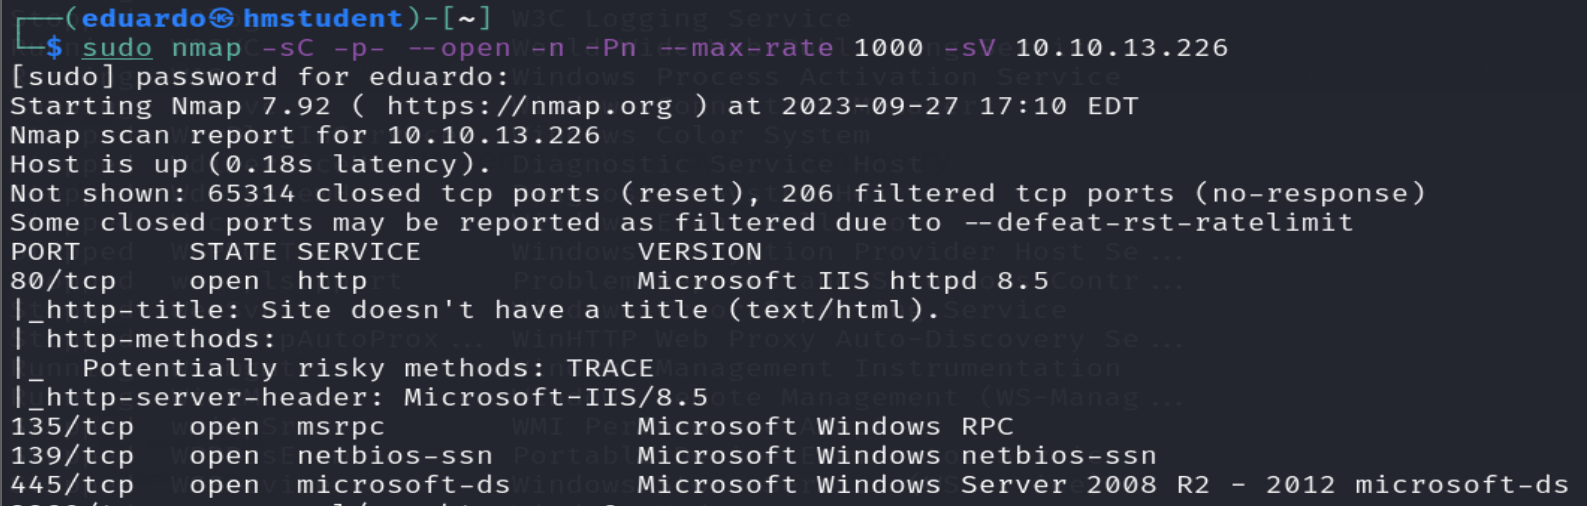 ┌──(eduardo㉿hmstudent)-[~]
└─$ sudo nmap -sC -p- --open -n -Pn --max-rate 1000 -sV 10.10.13.226
[sudo] password for eduardo:
Starting Nmap 7.92 ( https://nmap.org ) at 2023-09-27 17:10 EDT
Nmap scan report for 10.10.13.226
Host is up (0.18s latency).
Not shown: 65314 closed tcp ports (reset), 206 filtered tcp ports (no-response)
Some closed ports may be reported as filtered due to --defeat-rst-ratelimit
PORT      STATE SERVICE            VERSION
80/tcp    open  http               Microsoft IIS httpd 8.5
|_http-title: Site doesn't have a title (text/html).
| http-methods:
|_  Potentially risky methods: TRACE
|_http-server-header: Microsoft-IIS/8.5
135/tcp   open  msrpc              Microsoft Windows RPC
139/tcp   open  netbios-ssn        Microsoft Windows netbios-ssn
445/tcp   open  microsoft-ds       Microsoft Windows Server 2008 R2 - 2012 microsoft-ds